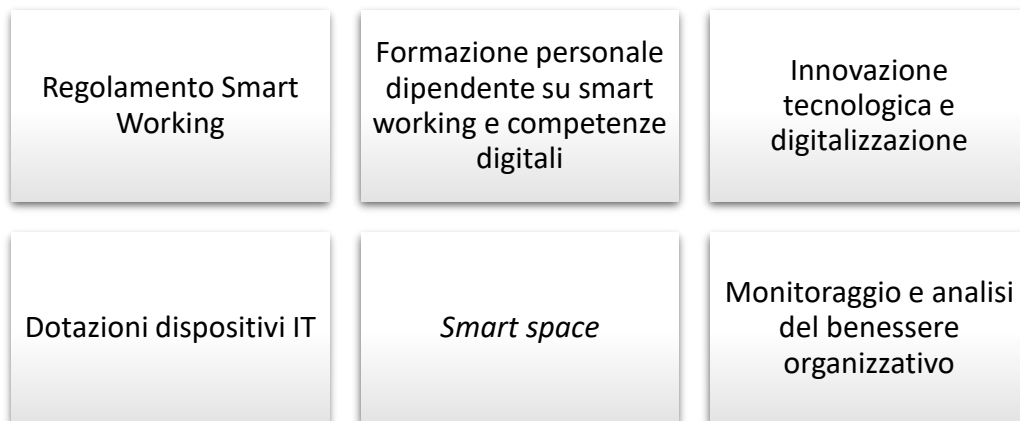 Regolamento Smart
Working
Formazione personale
dipendente su smart
working e competenze
digitali
Innovazione
tecnologica e
digitalizzazione
Dotazioni dispositivi IT
Smart space
Monitoraggio e analisi
del benessere
organizzativo